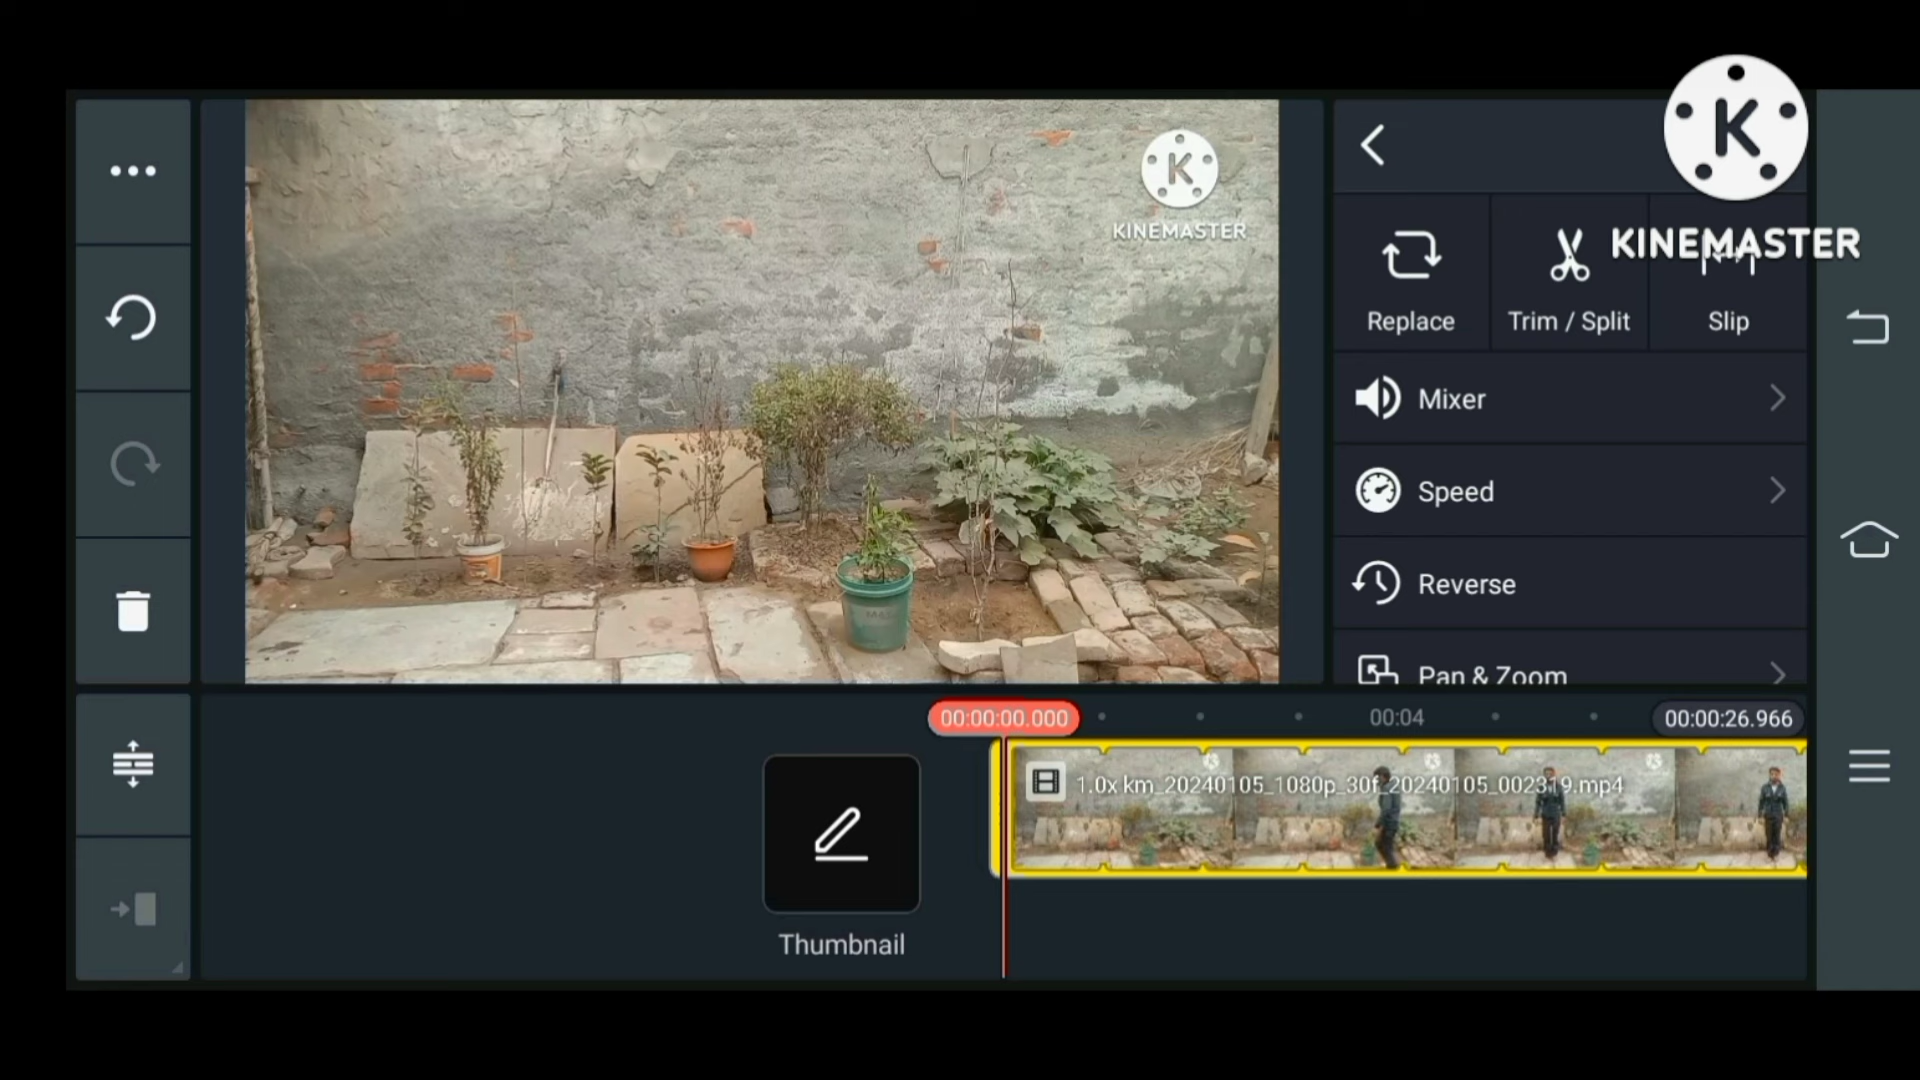 K
KINEMASTER
K
KINEMASTER
Replace
Trim / Split
Slip
Mixer
Speed
Reverse
Pan & Zoom
00:00:00.000
00:04
00:00:26.966
1.0x km_20240105_1080p_30f_20240105_002319.mp4
Thumbnail